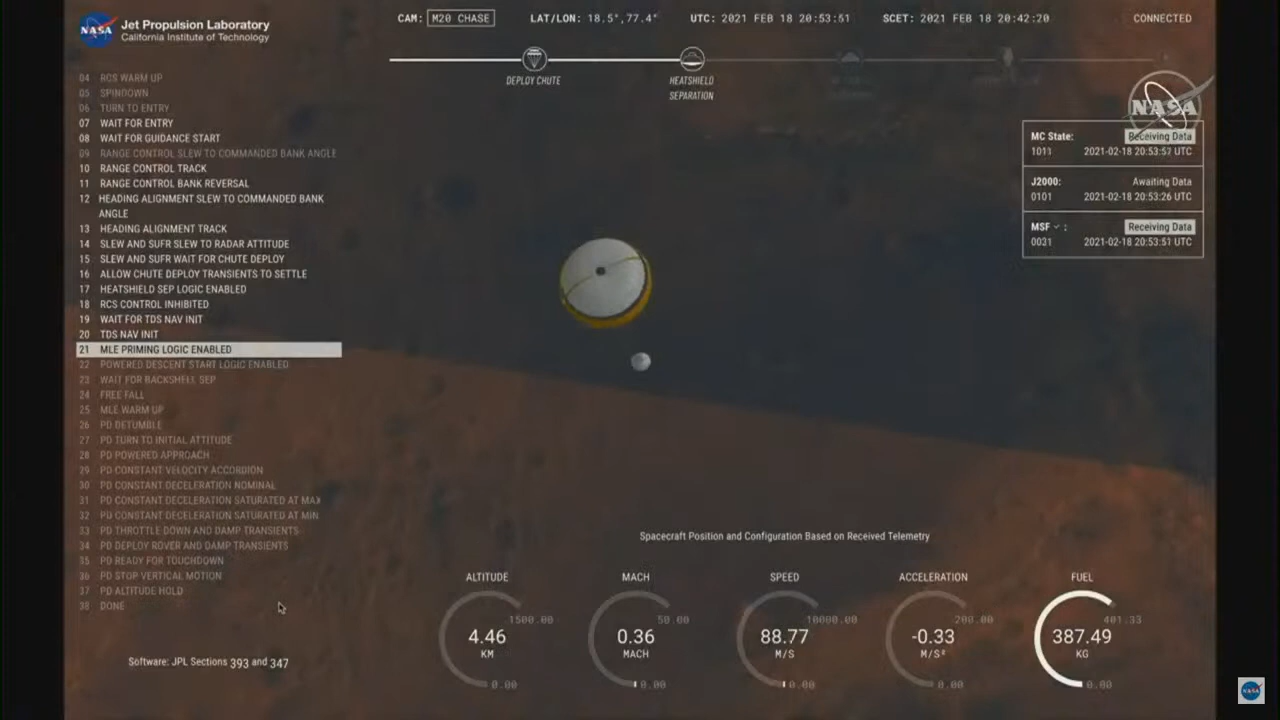 NASA
Jet Propulsion Laboratory
California Institute of Technology
CAM: M20 CHASE LAT/LON: 18.5°,77.4° UTC: 2021 FEB 18 20:53:51 SCET: 2021 FEB 18 20:42:20 CONNECTED
DEPLOY CHUTE
HEATSHIELD
SEPARATION
NASA
MC State: Receiving Data
1011 2021-02-18 20:53:57 UTC
J2000: Awaiting Data
0101 2021-02-18 20:53:26 UTC
MSF : Receiving Data
0031 2021-02-18 20:53:51 UTC
04 RCS WARM UP
05 SPINDOWN
06 TURN TO ENTRY
07 WAIT FOR ENTRY
08 WAIT FOR GUIDANCE START
09 RANGE CONTROL SLEW TO COMMANDED BANK ANGLE
10 RANGE CONTROL TRACK
11 RANGE CONTROL BANK REVERSAL
12 HEADING ALIGNMENT SLEW TO COMMANDED BANK
ANGLE
13 HEADING ALIGNMENT TRACK
14 SLEW AND SUFR SLEW TO RADAR ATTITUDE
15 SLEW AND SUFR WAIT FOR CHUTE DEPLOY
16 ALLOW CHUTE DEPLOY TRANSIENTS TO SETTLE
17 HEATSHIELD SEP LOGIC ENABLED
18 RCS CONTROL INHIBITED
19 WAIT FOR TDS NAV INIT
20 TDS NAV INIT
21 MLE PRIMING LOGIC ENABLED
22 POWERED DESCENT START LOGIC ENABLED
23 WAIT FOR BACKSHELL SEP
24 FREE FALL
25 MLE WARM UP
26 PD DETUMBLE
27 PD TURN TO INITIAL ATTITUDE
28 PD POWERED APPROACH
29 PD CONSTANT VELOCITY ACCORDION
30 PD CONSTANT DECELERATION NOMINAL
31 PD CONSTANT DECELERATION SATURATED AT MAX
32 PD CONSTANT DECELERATION SATURATED AT MIN
33 PD THROTTLE DOWN AND DAMP TRANSIENTS
34 PD DEPLOY ROVER AND DAMP TRANSIENTS
35 PD READY FOR TOUCHDOWN
36 PD STOP VERTICAL MOTION
37 PD ALTITUDE HOLD
38 DONE
Software: JPL Sections 393 and 347
Spacecraft Position and Configuration Based on Received Telemetry
ALTITUDE MACH SPEED ACCELERATION FUEL
1500.00 50.00 10000.00 200.00 401.33
4.46 0.36 88.77 -0.33 387.49
KM MACH M/S M/S² KG
0.00 0.00 0.00 0.00 0.00
NASA